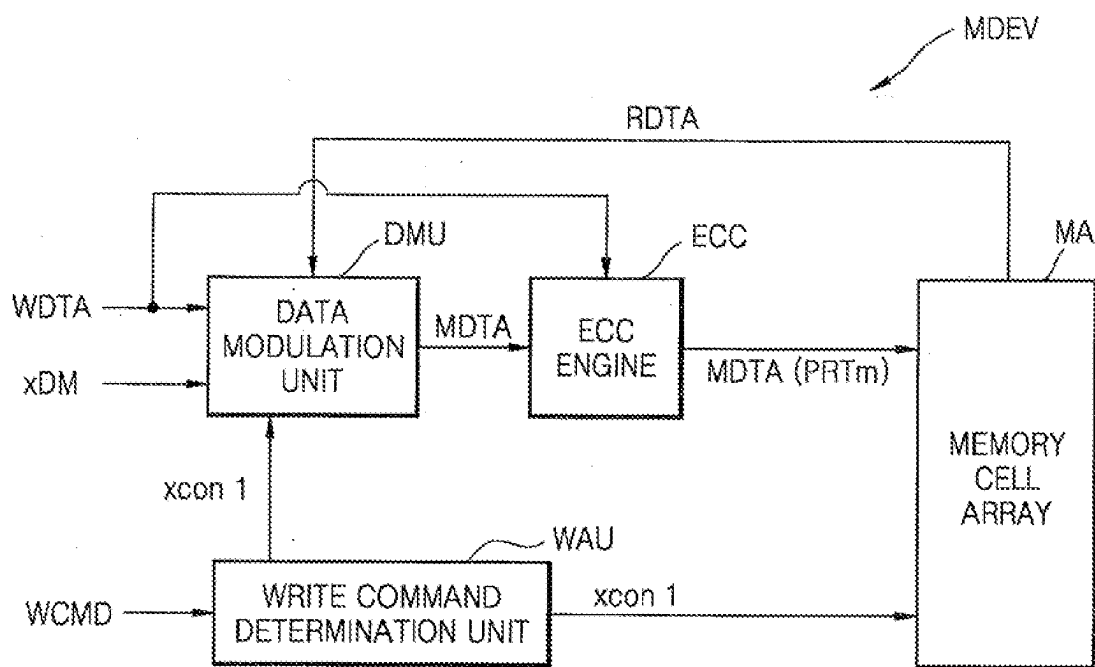 MDEV
RDTA
DMU
ECC
MA
WDTA
DATA
MODULATION
UNIT
MDTA
ECC
ENGINE
MDTA (PRTm)
xDM
MEMORY
CELL
ARRAY
xcon 1
WAU
WCMD
WRITE COMMAND
DETERMINATION UNIT
xcon 1